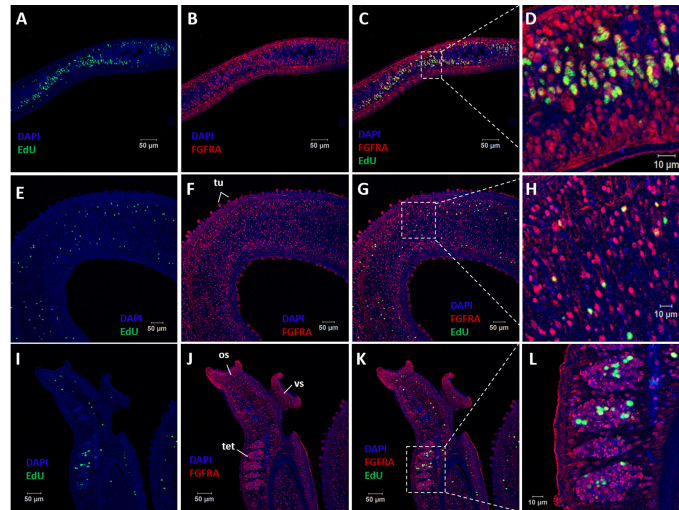 A
DAPI
EdU
50 µm
B
DAPI
FGFRA
50 µm
C
DAPI
FGFRA
EdU
50 µm
D
10 µm
E
DAPI
EdU
50 µm
tu
F
DAPI
FGFRA
50 µm
G
DAPI
FGFRA
EdU
50 µm
H
10 µm
I
DAPI
EdU
50 µm
J
os
vs
tet
DAPI
FGFRA
50 µm
K
DAPI
FGFRA
EdU
50 µm
L
10 µm